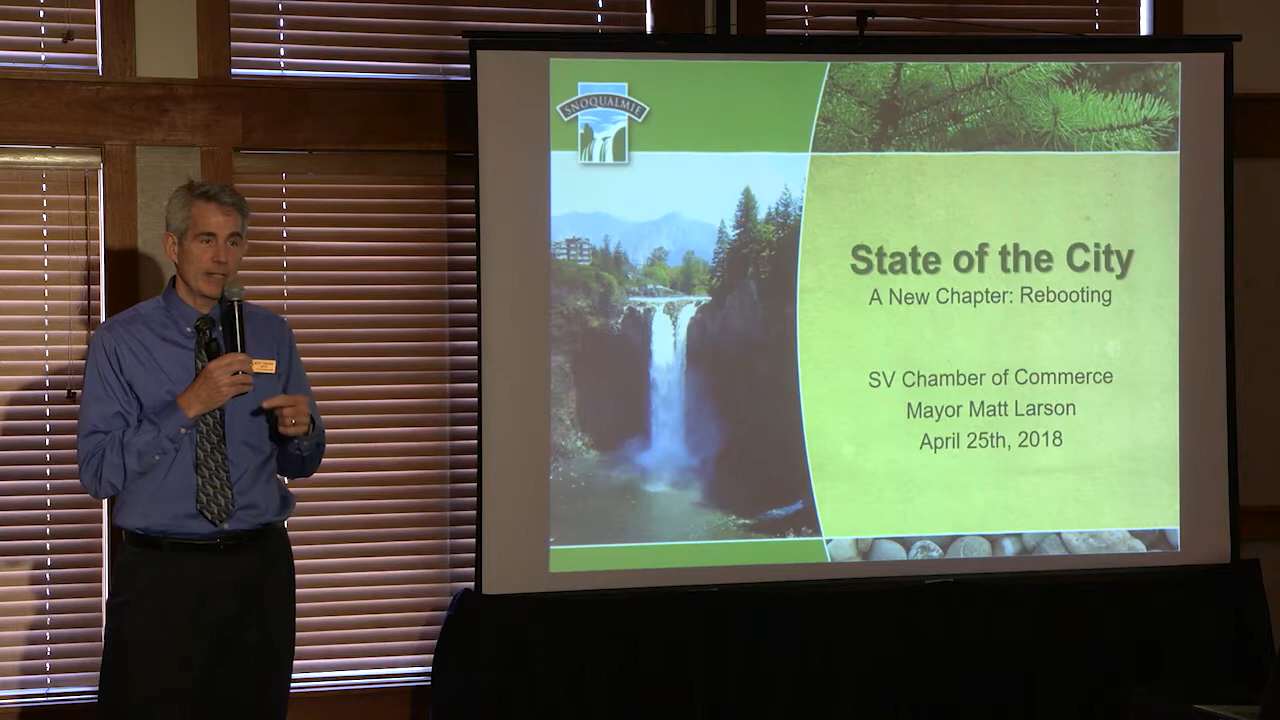 SNOQUALMIE
State of the City
A New Chapter: Rebooting
SV Chamber of Commerce
Mayor Matt Larson
April 25th, 2018